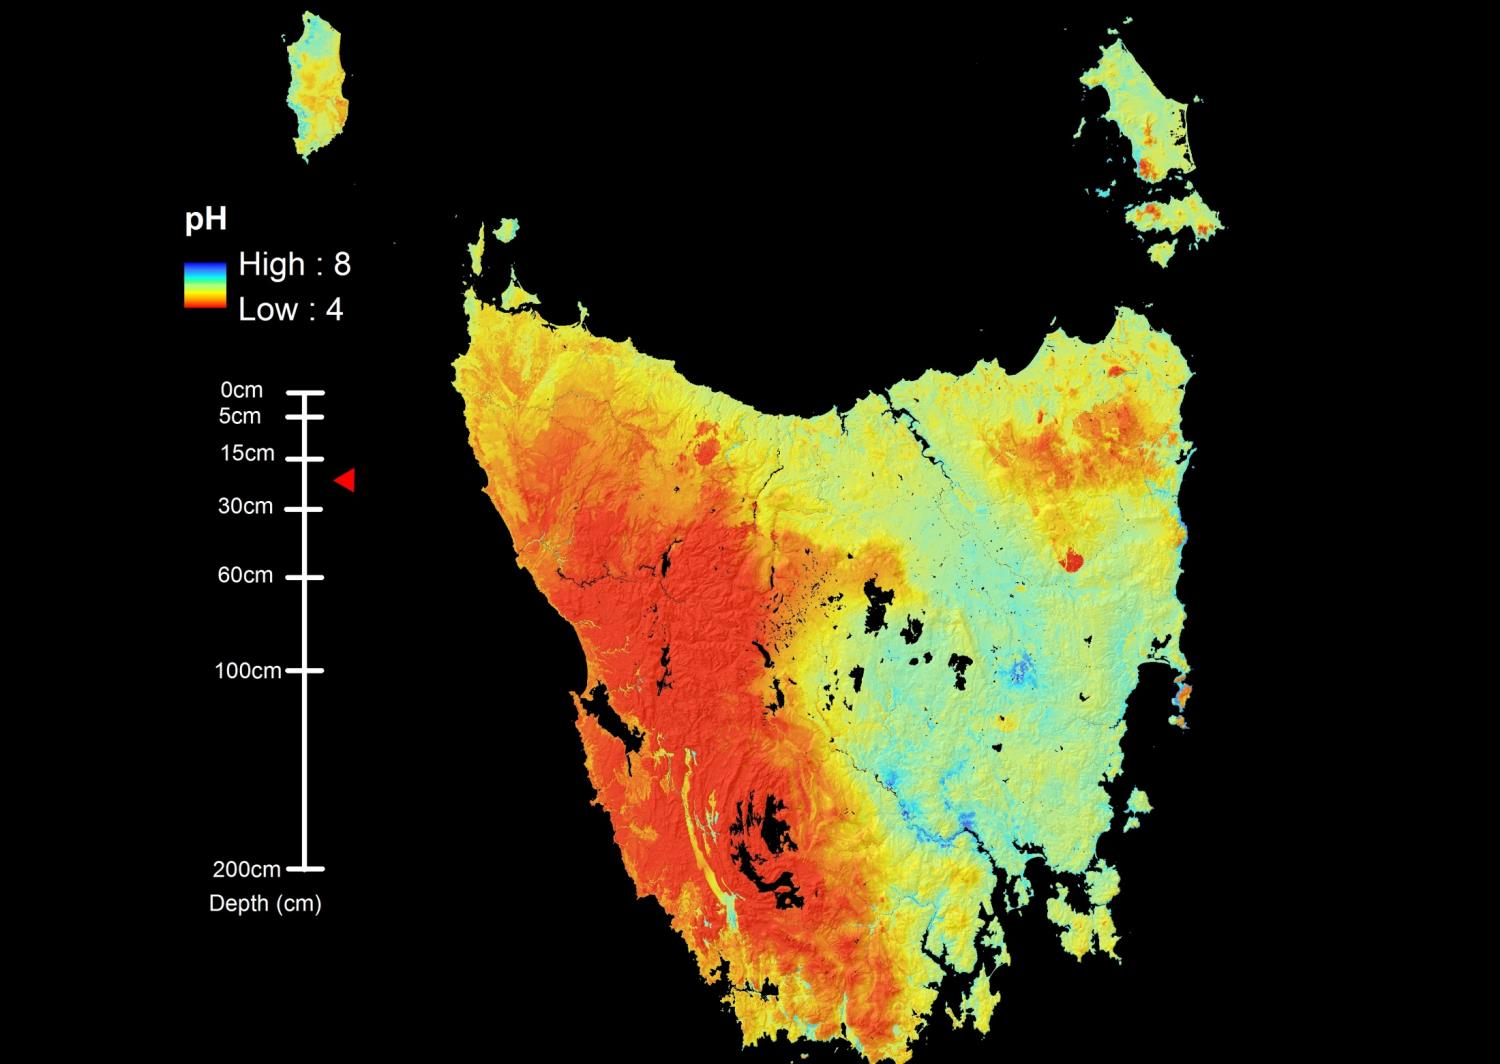 pH
High : 8
Low : 4
0cm
5cm
15cm
30cm
60cm
100cm
200cm
Depth (cm)